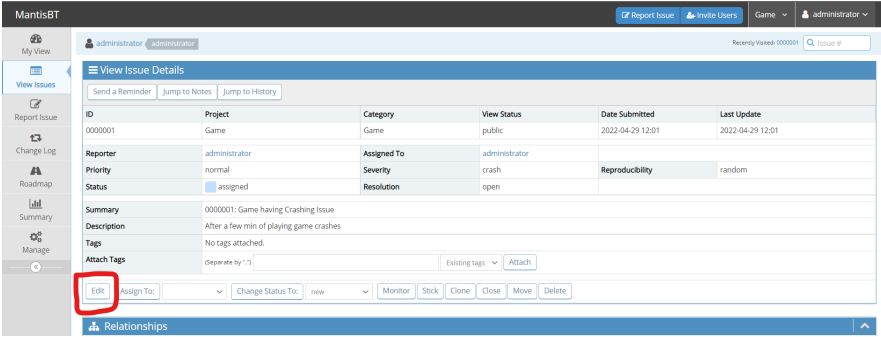 MantisBT
Report Issue
Invite Users
Game
administrator
My View
View Issues
Report Issue
Change Log
Roadmap
Summary
Manage
administrator administrator
Recently Visited: 0000001
Issue #
View Issue Details
Send a Reminder Jump to Notes Jump to History
ID Project Category View Status Date Submitted Last Update
0000001 Game Game public 2022-04-29 12:01 2022-04-29 12:01
Reporter administrator Assigned To administrator
Priority normal Severity crash Reproducibility random
Status assigned Resolution open
Summary 0000001: Game having Crashing Issue
Description After a few min of playing game crashes
Tags No tags attached.
Attach Tags (Separate by ",") Existing tags Attach
Edit Assign To: Change Status To: new Monitor Stick Clone Close Move Delete
Relationships